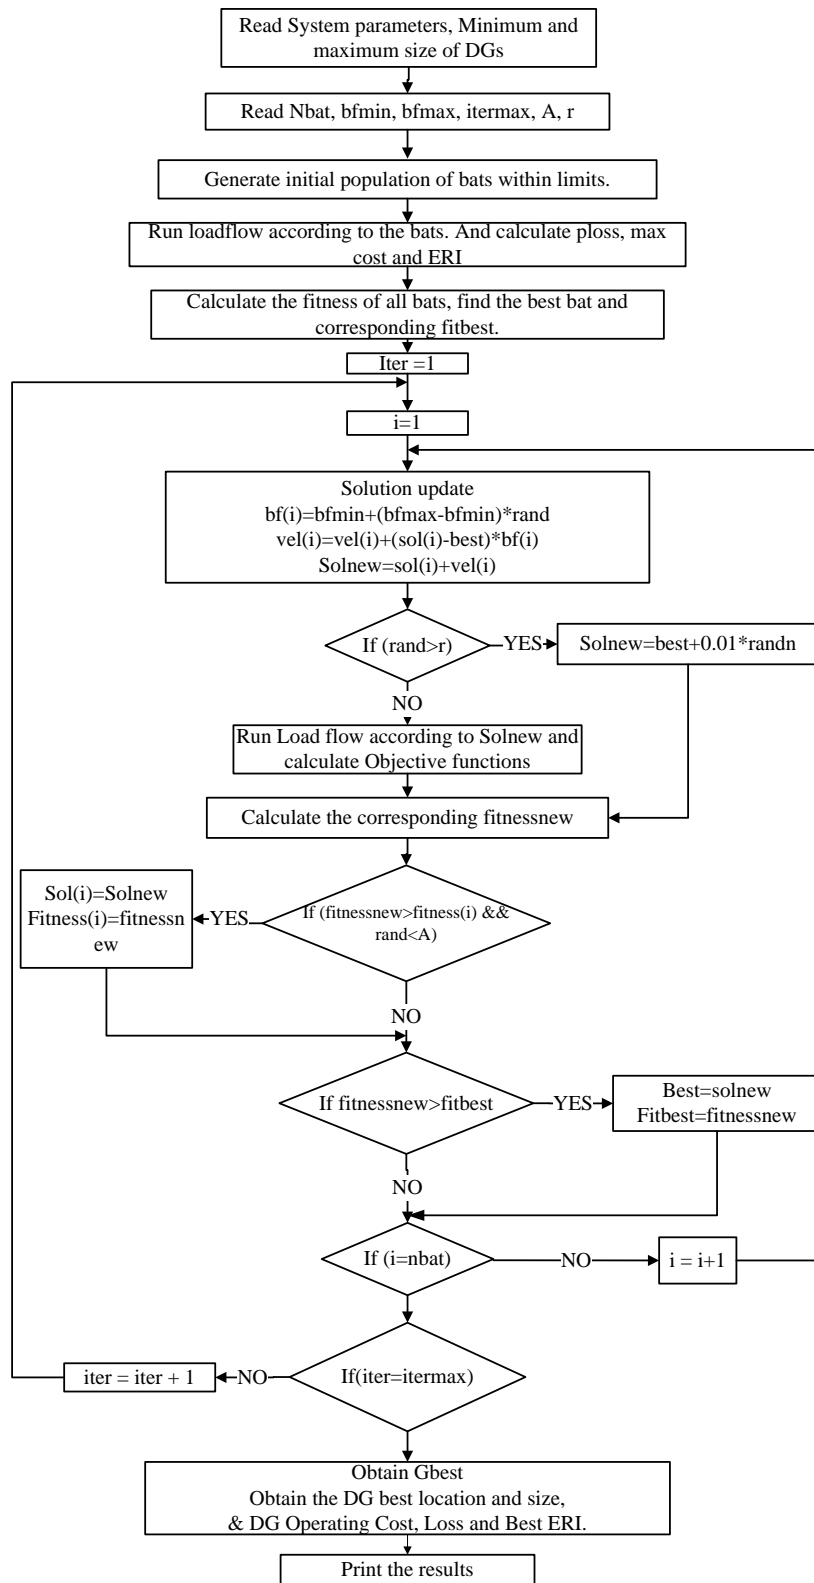 Read System parameters, Minimum and
maximum size of DGs
Read Nbat, bfmin, bfmax, itermax, A, r
Generate initial population of bats within limits.
Run loadflow according to the bats. And calculate ploss, max
cost and ERI
Calculate the fitness of all bats, find the best bat and
corresponding fitbest.
Iter =1
i=1
Solution update
bf(i)=bfmin+(bfmax-bfmin)*rand
vel(i)=vel(i)+(sol(i)-best)*bf(i)
Solnew=sol(i)+vel(i)
If (rand>r)
YES
Solnew=best+0.01*randn
NO
Run Load flow according to Solnew and
calculate Objective functions
Calculate the corresponding fitnessnew
If (fitnessnew>fitness(i) &&
rand<A)
YES
Sol(i)=Solnew
Fitness(i)=fitnessn
ew
NO
If fitnessnew>fitbest
YES
Best=solnew
Fitbest=fitnessnew
NO
If (i=nbat)
NO
i = i+1
If(iter=itermax)
NO
iter = iter + 1
Obtain Gbest
Obtain the DG best location and size,
& DG Operating Cost, Loss and Best ERI.
Print the results